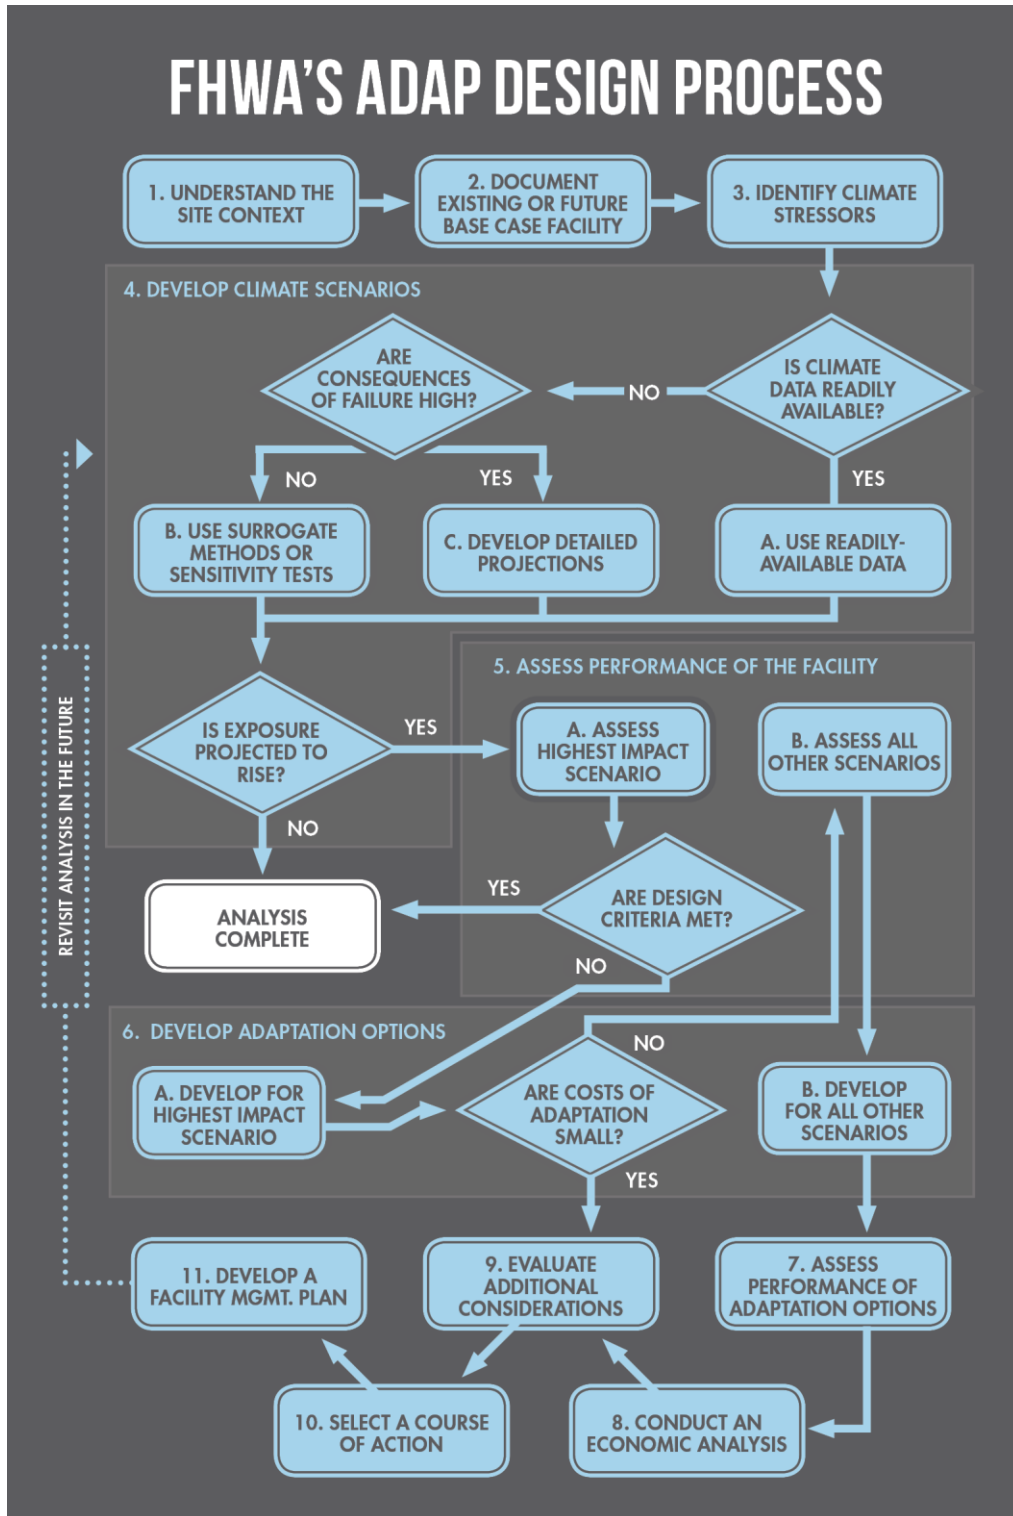 FHWA'S ADAP DESIGN PROCESS
1. UNDERSTAND THE
SITE CONTEXT
2. DOCUMENT
EXISTING OR FUTURE
BASE CASE FACILITY
3. IDENTIFY CLIMATE
STRESSORS
4. DEVELOP CLIMATE SCENARIOS
ARE
CONSEQUENCES
OF FAILURE HIGH?
NO
IS CLIMATE
DATA READILY
AVAILABLE?
NO
YES
YES
B. USE SURROGATE
METHODS OR
SENSITIVITY TESTS
C. DEVELOP DETAILED
PROJECTIONS
A. USE READILY-
AVAILABLE DATA
IS EXPOSURE
PROJECTED TO
RISE?
YES
NO
5. ASSESS PERFORMANCE OF THE FACILITY
A. ASSESS
HIGHEST IMPACT
SCENARIO
B. ASSESS ALL
OTHER SCENARIOS
ANALYSIS
COMPLETE
YES
ARE DESIGN
CRITERIA MET?
NO
REVISIT ANALYSIS IN THE FUTURE
6. DEVELOP ADAPTATION OPTIONS
NO
A. DEVELOP FOR
HIGHEST IMPACT
SCENARIO
ARE COSTS OF
ADAPTATION
SMALL?
B. DEVELOP
FOR ALL OTHER
SCENARIOS
YES
11. DEVELOP A
FACILITY MGMT. PLAN
9. EVALUATE
ADDITIONAL
CONSIDERATIONS
7. ASSESS
PERFORMANCE OF
ADAPTATION OPTIONS
10. SELECT A COURSE
OF ACTION
8. CONDUCT AN
ECONOMIC ANALYSIS